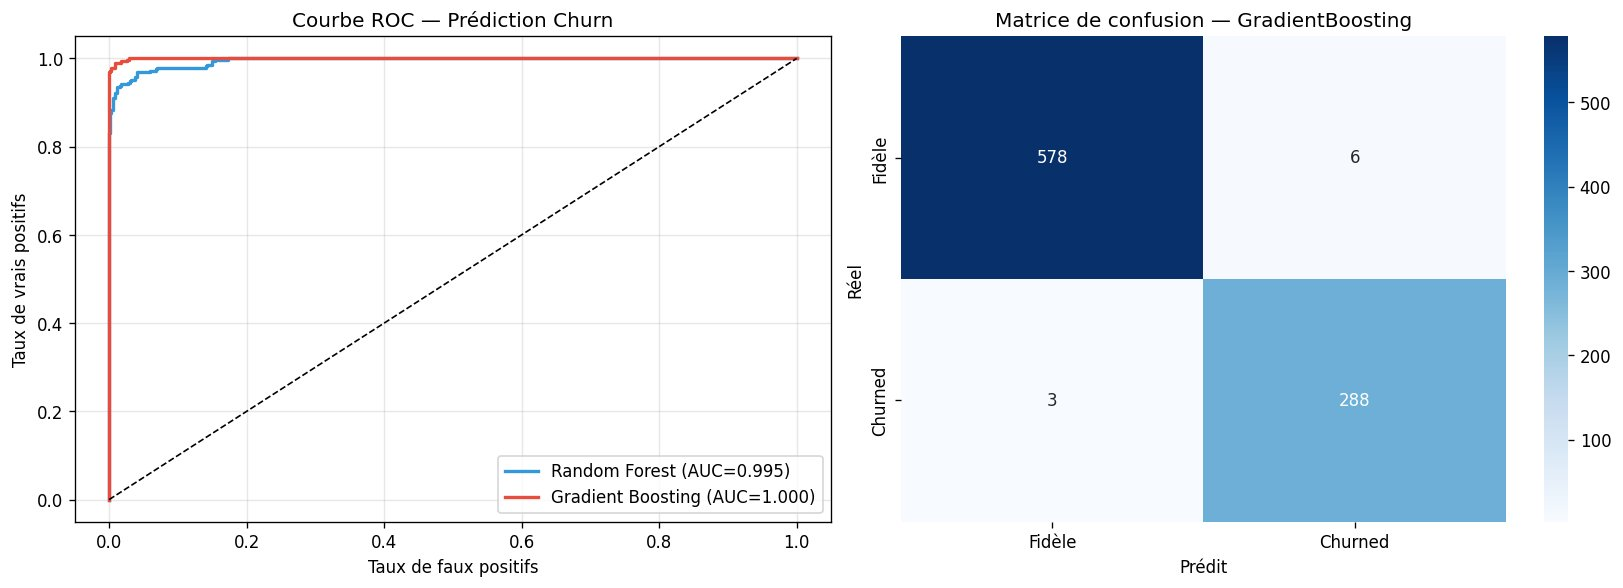 Courbe ROC — Prédiction Churn
Taux de vrais positifs
1.0
0.8
0.6
0.4
0.2
0.0
0.0 0.2 0.4 0.6 0.8 1.0
Taux de faux positifs
Random Forest (AUC=0.995)
Gradient Boosting (AUC=1.000)
Matrice de confusion — GradientBoosting
Réel
Fidèle
Churned
578 6
3 288
Fidèle Churned
Prédit
500
400
300
200
100